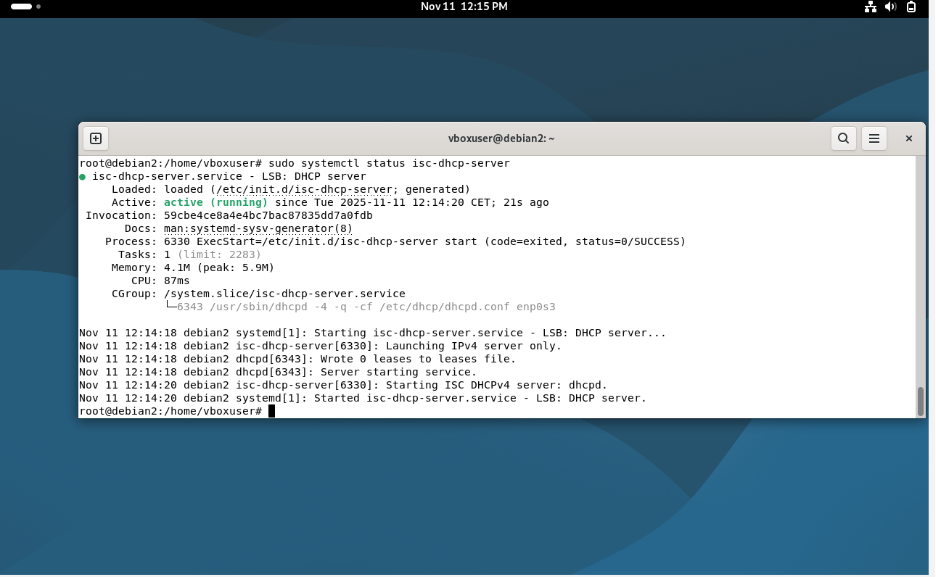 Nov 11 12:15 PM
vboxuser@debian2: ~
root@debian2:/home/vboxuser# sudo systemctl status isc-dhcp-server
● isc-dhcp-server.service - LSB: DHCP server
     Loaded: loaded (/etc/init.d/isc-dhcp-server; generated)
     Active: active (running) since Tue 2025-11-11 12:14:20 CET; 21s ago
 Invocation: 59cbe4ce8a4e4bc7bac87835dd7a0fdb
       Docs: man:systemd-sysv-generator(8)
    Process: 6330 ExecStart=/etc/init.d/isc-dhcp-server start (code=exited, status=0/SUCCESS)
      Tasks: 1 (limit: 2283)
     Memory: 4.1M (peak: 5.9M)
        CPU: 87ms
     CGroup: /system.slice/isc-dhcp-server.service
             └─6343 /usr/sbin/dhcpd -4 -q -cf /etc/dhcp/dhcpd.conf enp0s3
Nov 11 12:14:18 debian2 systemd[1]: Starting isc-dhcp-server.service - LSB: DHCP server...
Nov 11 12:14:18 debian2 isc-dhcp-server[6330]: Launching IPv4 server only.
Nov 11 12:14:18 debian2 dhcpd[6343]: Wrote 0 leases to leases file.
Nov 11 12:14:18 debian2 dhcpd[6343]: Server starting service.
Nov 11 12:14:20 debian2 isc-dhcp-server[6330]: Starting ISC DHCPv4 server: dhcpd.
Nov 11 12:14:20 debian2 systemd[1]: Started isc-dhcp-server.service - LSB: DHCP server.
root@debian2:/home/vboxuser#